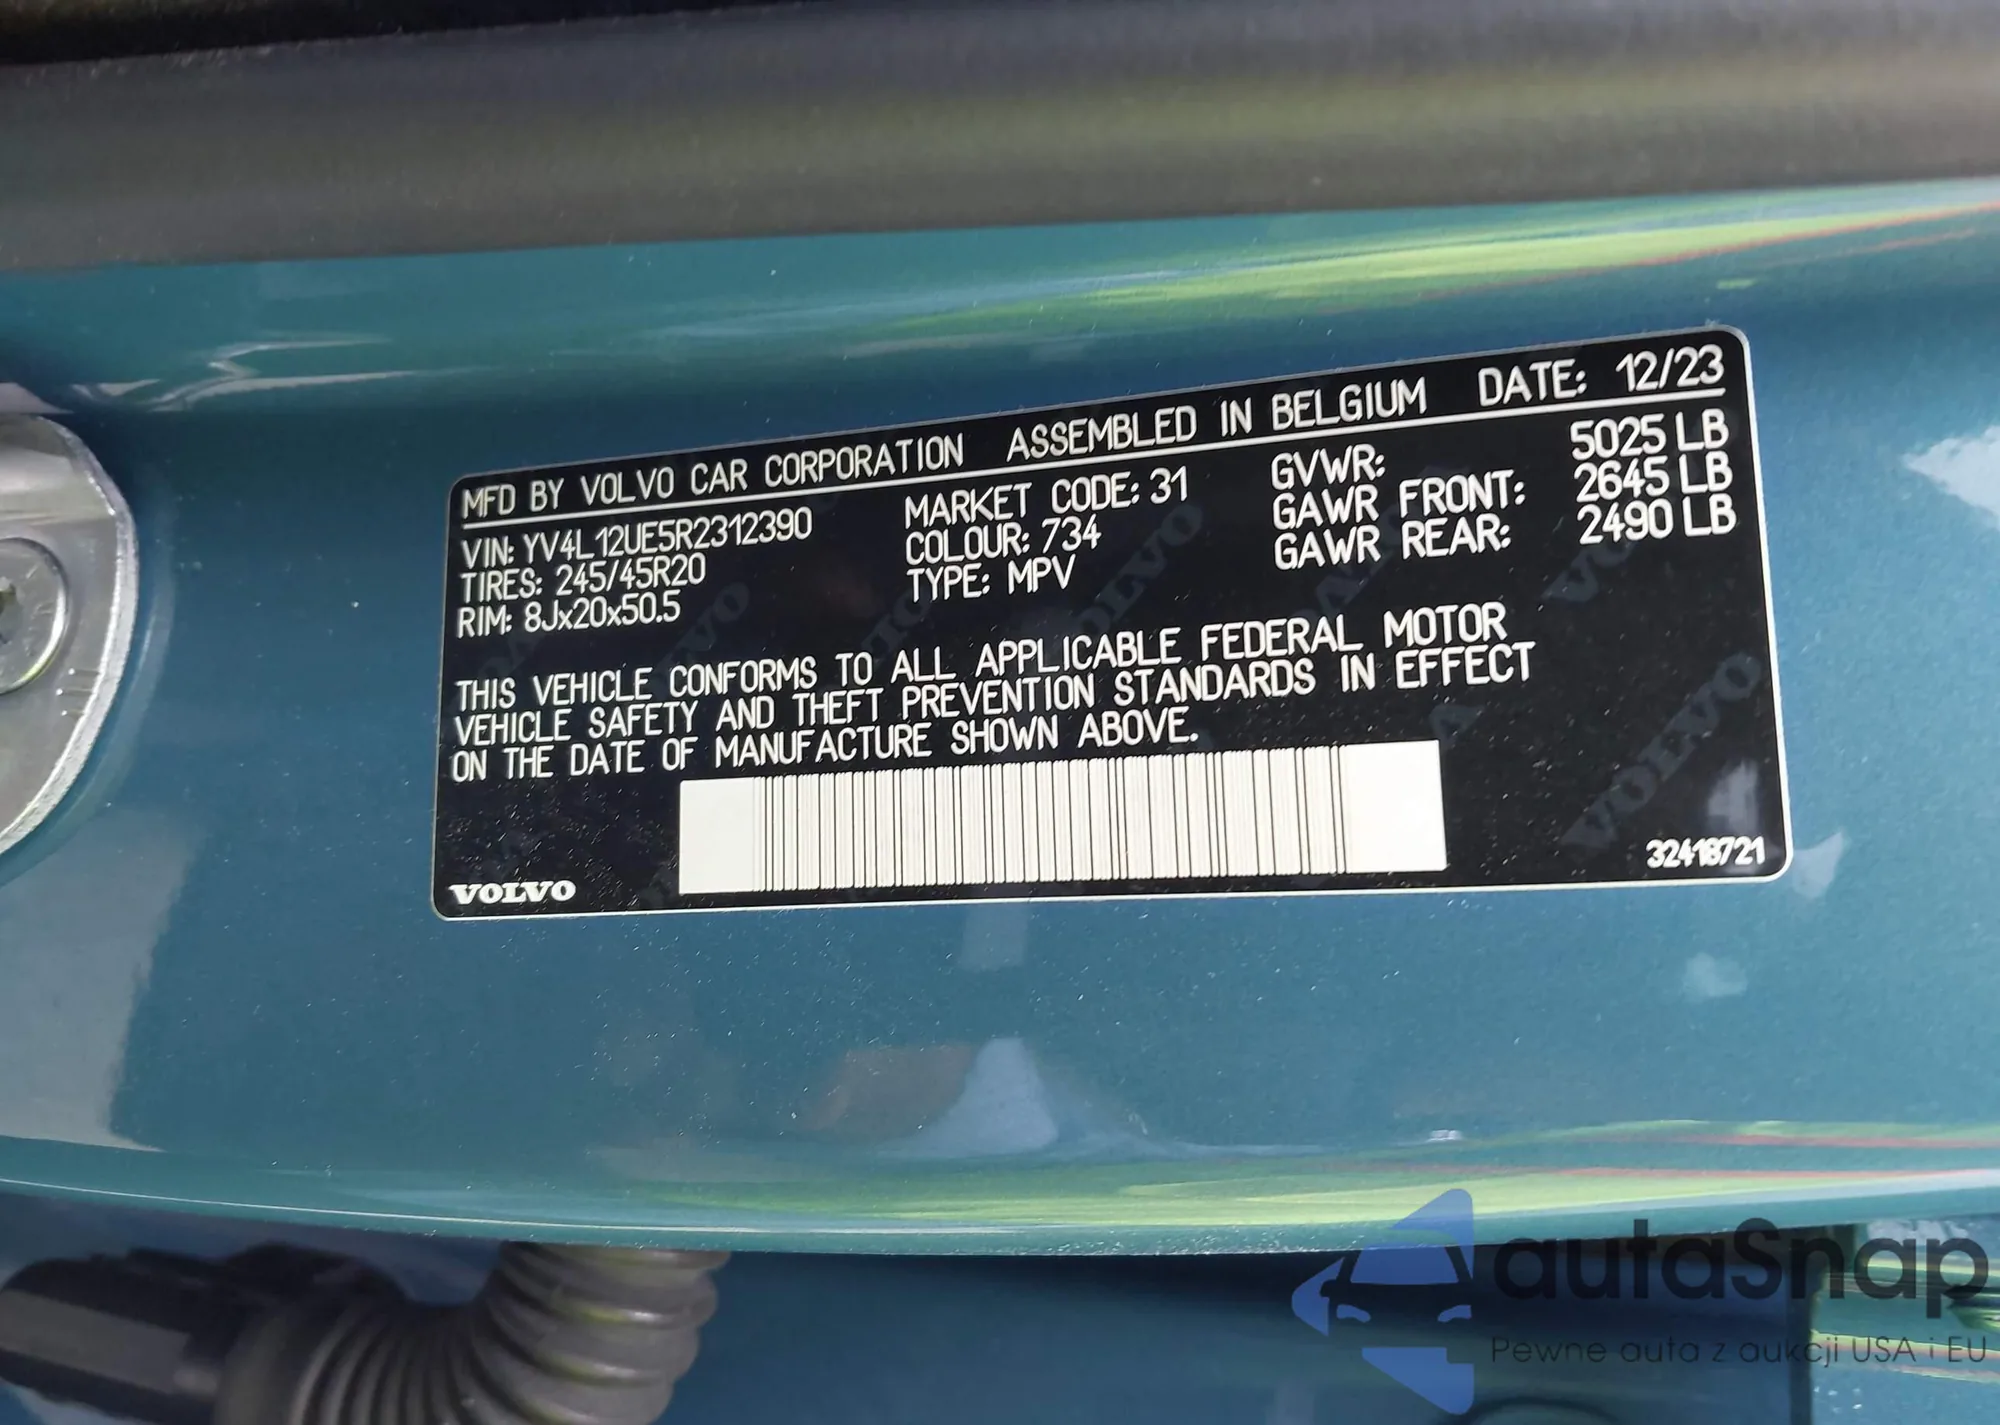 MFD BY VOLVO CAR CORPORATION ASSEMBLED IN BELGIUM DATE: 12/23
VIN: YV4L12UE5R2312390 MARKET CODE: 31 GVWR: 5025 LB
TIRES: 245/45R20 COLOUR: 734 GAWR FRONT: 2645 LB
RIM: 8Jx20x50.5 TYPE: MPV GAWR REAR: 2490 LB
THIS VEHICLE CONFORMS TO ALL APPLICABLE FEDERAL MOTOR
VEHICLE SAFETY AND THEFT PREVENTION STANDARDS IN EFFECT
ON THE DATE OF MANUFACTURE SHOWN ABOVE.
VOLVO 32418721
autaSnap
Pewne auta z aukcji USA i EU